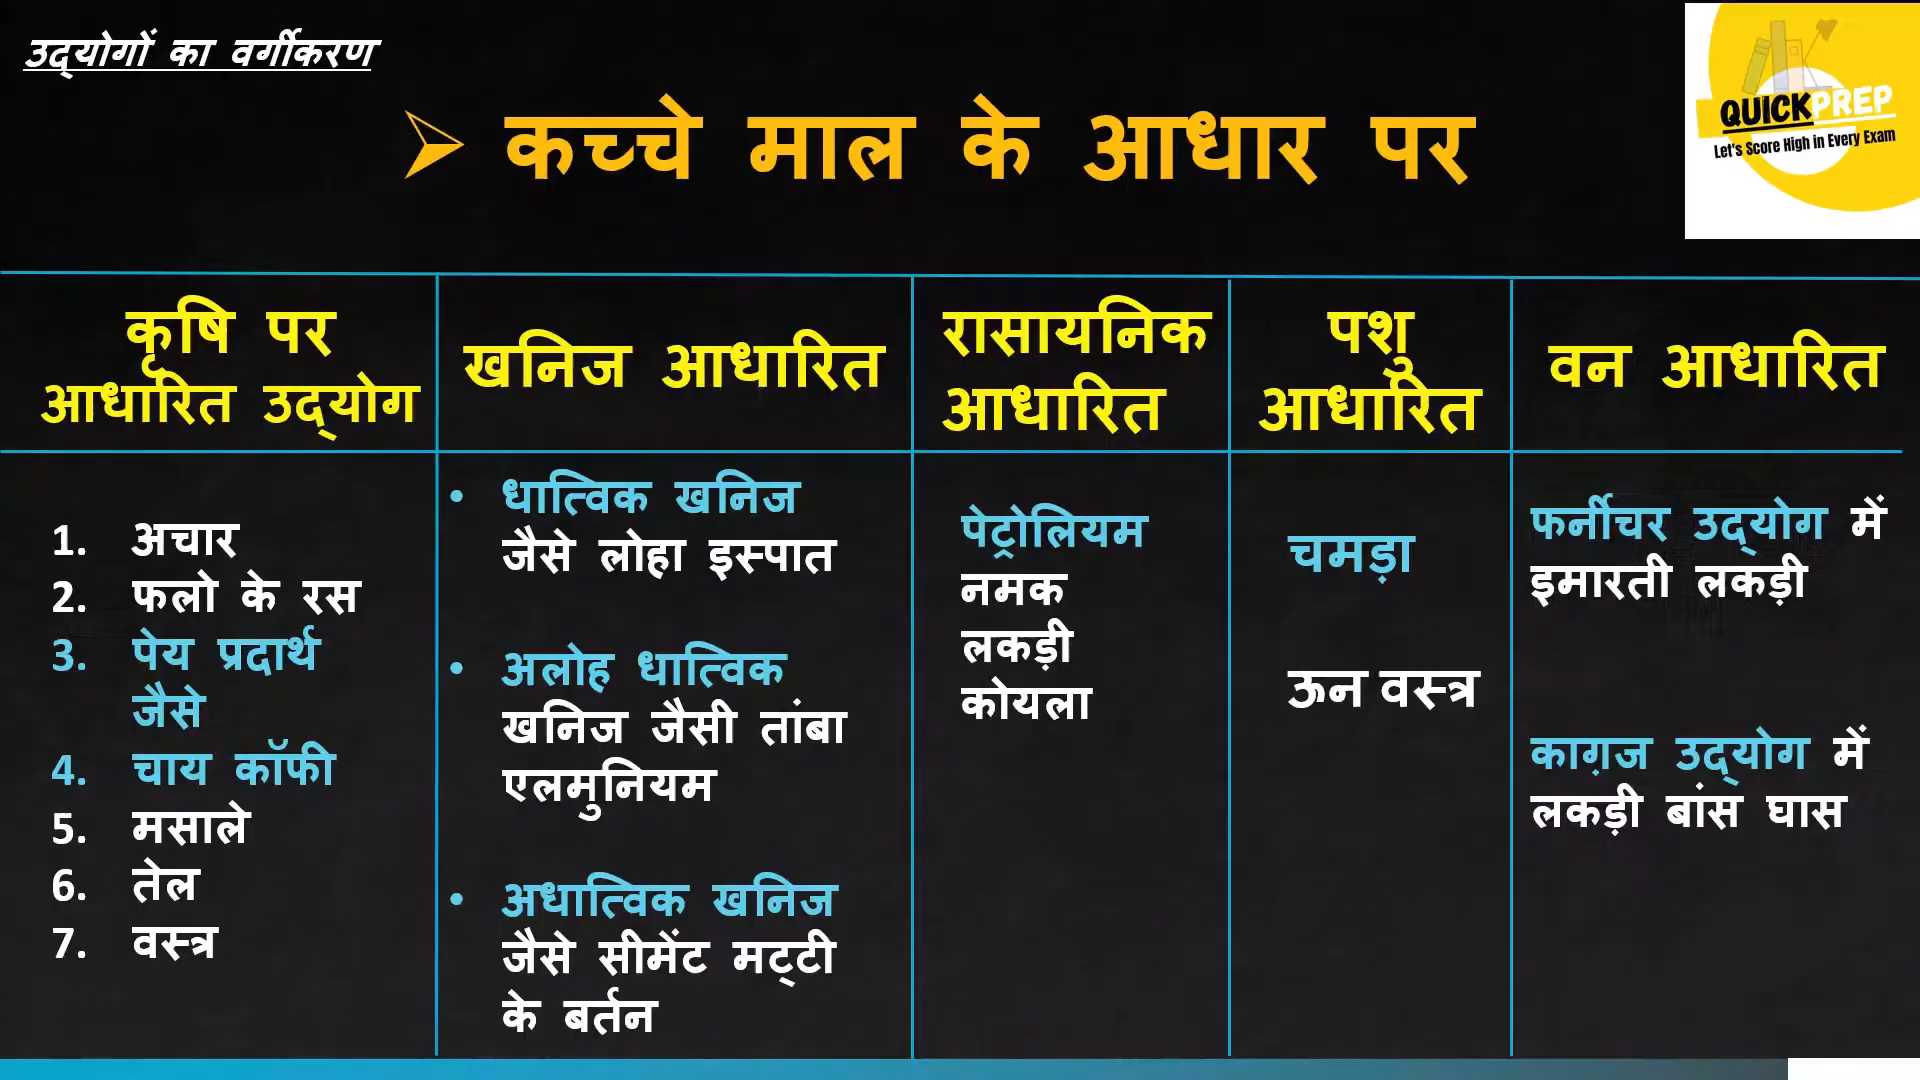 उद्योगों का वर्गीकरण
QUICKPREP
Let's Score High in Every Exam
➢ कच्चे माल के आधार पर
कृषि पर
आधारित उद्योग
खनिज आधारित
रासायनिक
आधारित
पशु
आधारित
वन आधारित
1. अचार
2. फलो के रस
3. पेय प्रदार्थ
जैसे
4. चाय कॉफी
5. मसाले
6. तेल
7. वस्त्र
• धात्विक खनिज
जैसे लोहा इस्पात
• अलोह धात्विक
खनिज जैसी तांबा
एलमुनियम
• अधात्विक खनिज
जैसे सीमेंट मट्टी
के बर्तन
पेट्रोलियम
नमक
लकड़ी
कोयला
चमड़ा
ऊन वस्त्र
फर्नीचर उद्योग में
इमारती लकड़ी
काग़ज उद्योग में
लकड़ी बांस घास